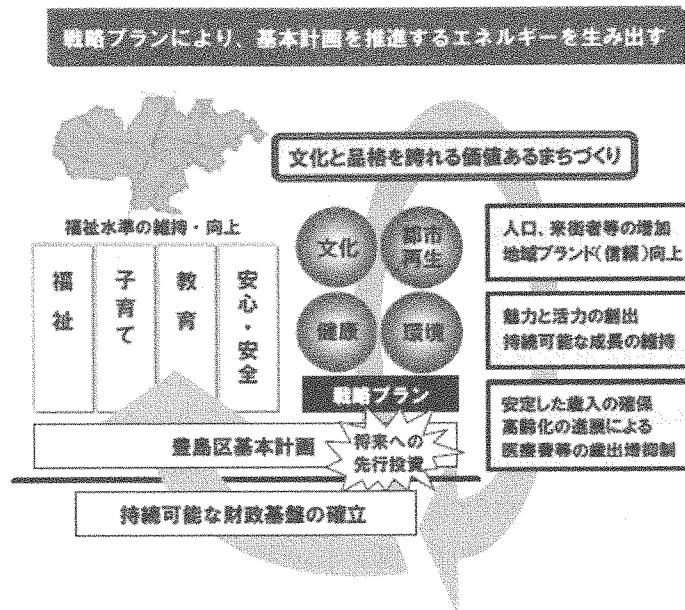 戦略プランにより、基本計画を推進するエネルギーを生み出す
文化と品格を誇れる価値あるまちづくり
福祉水準の維持・向上
福祉
子育て
教育
安心・安全
文化
都市
再生
健康
環境
戦略プラン
人口、来街者等の増加
地域ブランド(信頼)向上
魅力と活力の創出
持続可能な成長の維持
安定した歳入の確保
高齢化の進展による
医療費等の歳出増抑制
豊島区基本計画
将来への
先行投資
持続可能な財政基盤の確立